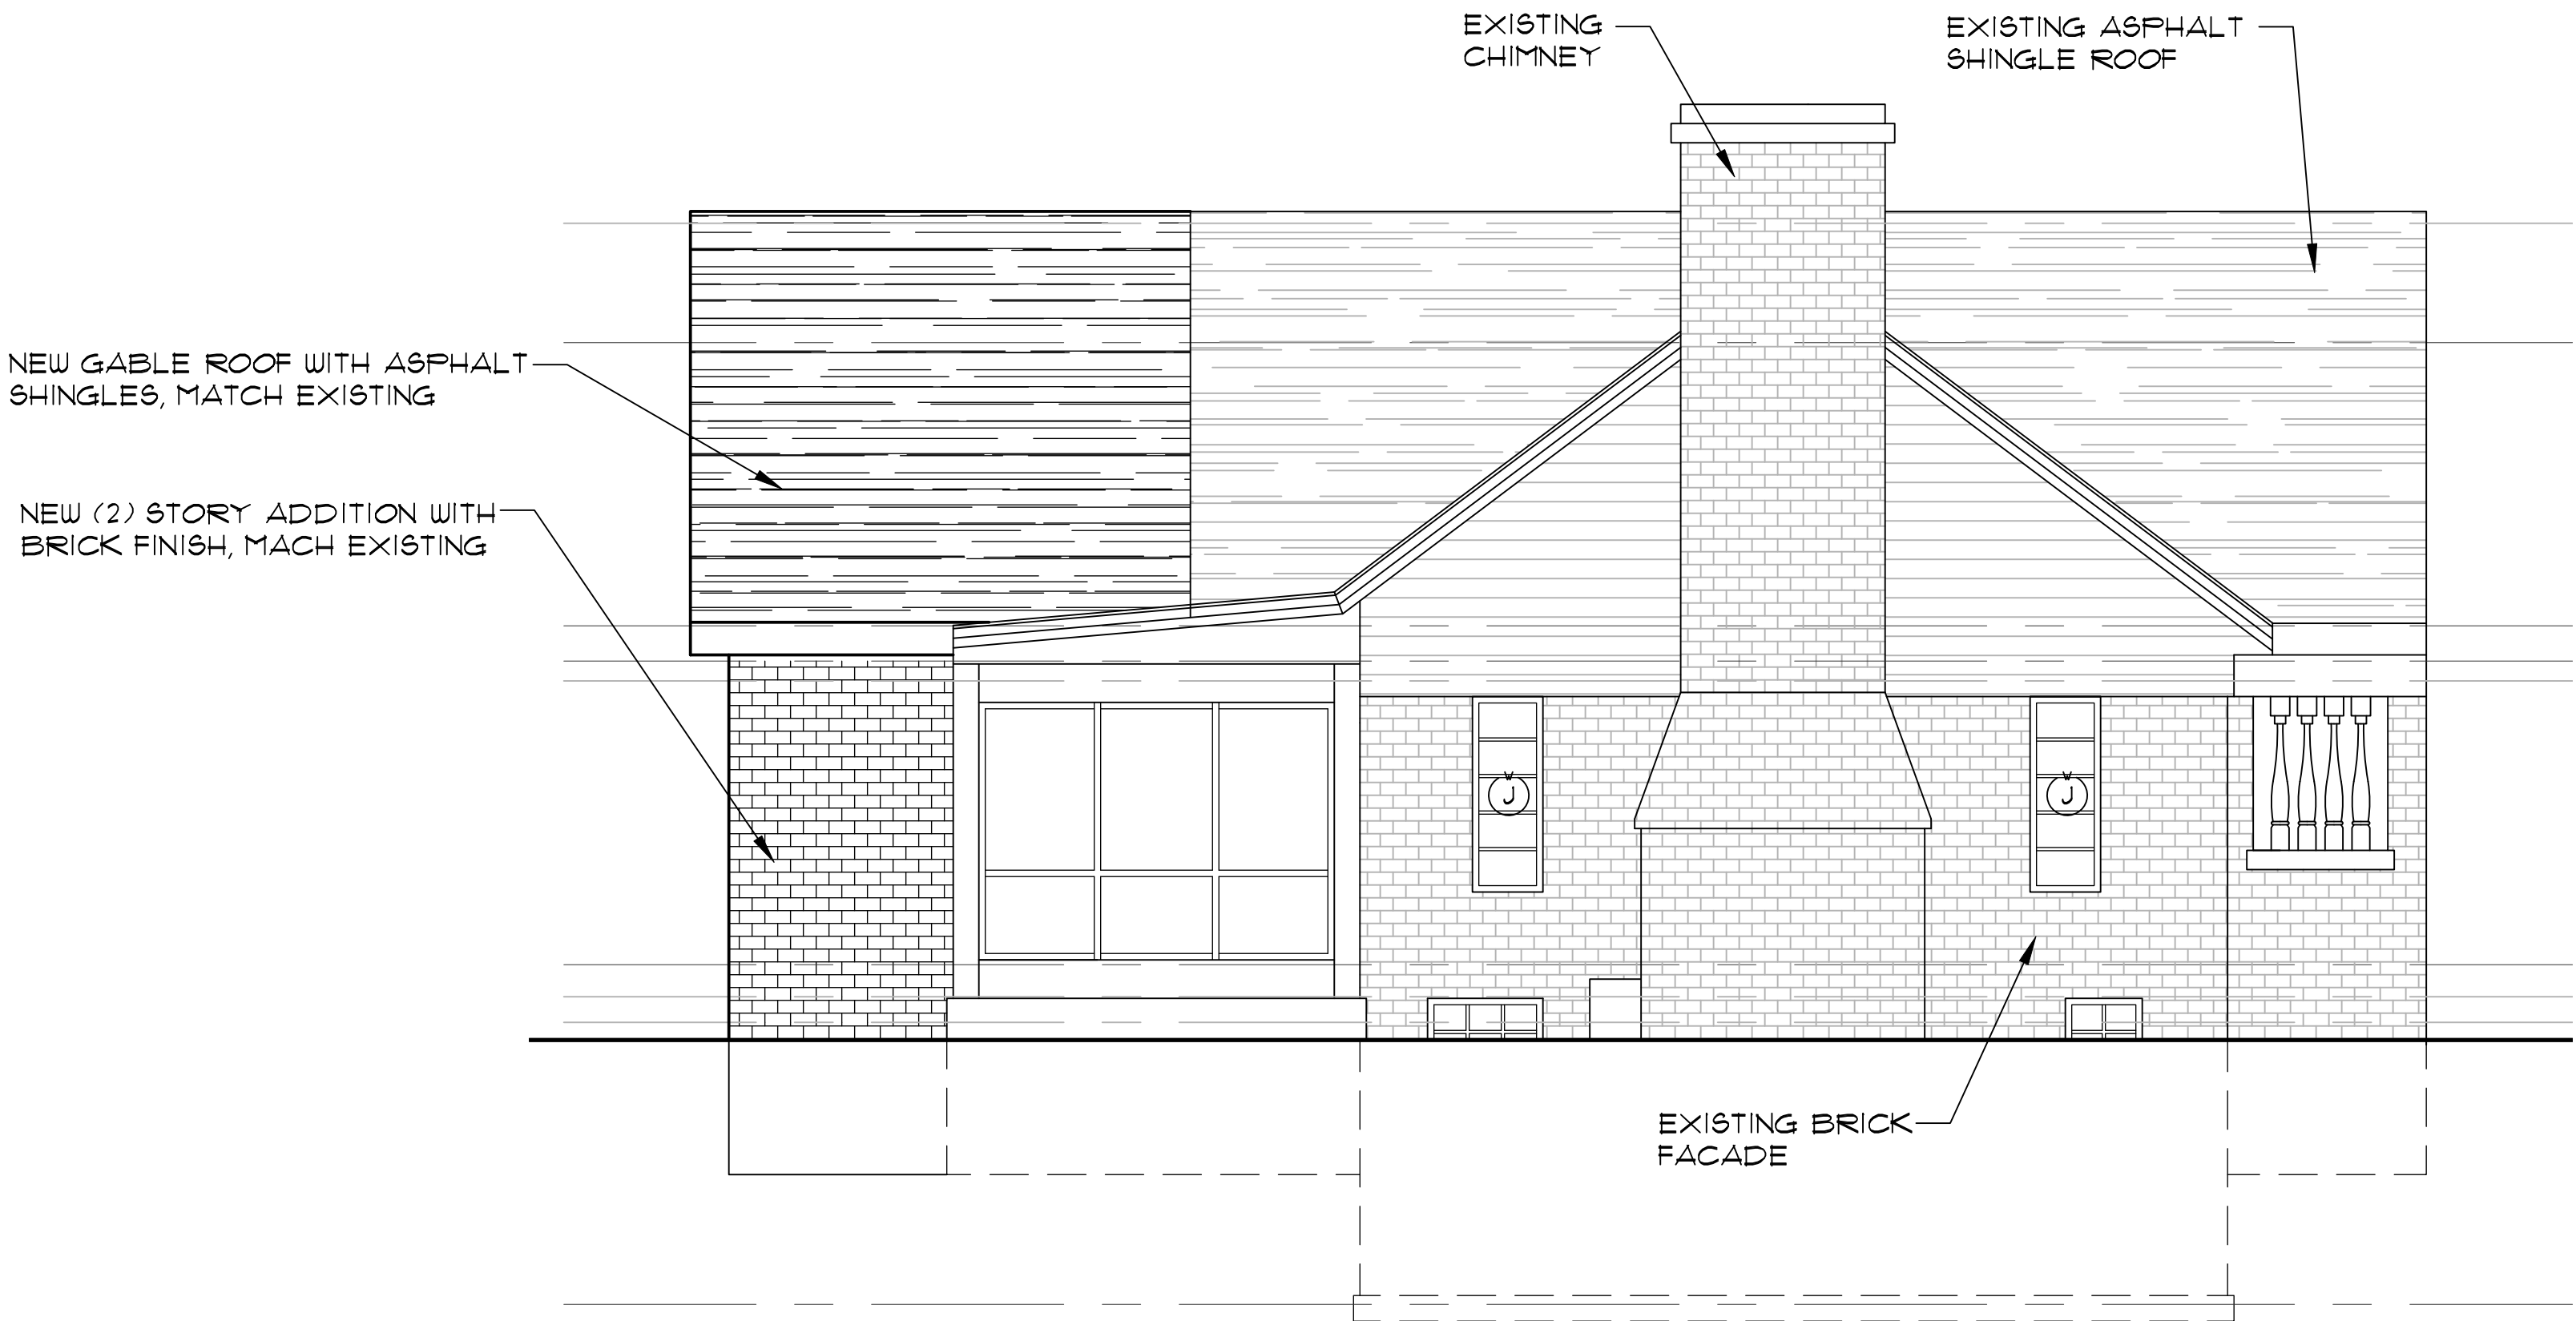 EXISTING
CHIMNEY
EXISTING ASPHALT
SHINGLE ROOF
NEW GABLE ROOF WITH ASPHALT
SHINGLES, MATCH EXISTING
NEW (2) STORY ADDITION WITH
BRICK FINISH, MACH EXISTING
W
J
W
J
EXISTING BRICK
FACADE